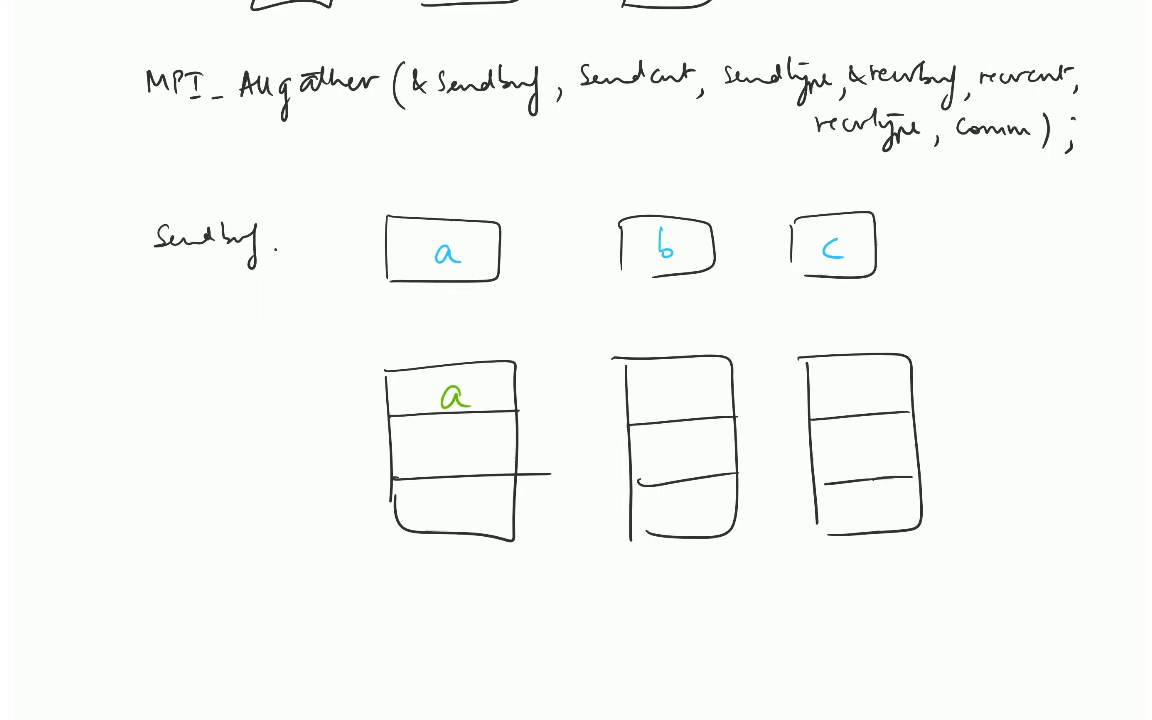 MPI_Allgather (& Sendbuf, Sendcnt, sendtype, & recvbuf, recvcnt,
recvtype, comm);
Sendbuf.
a
b
c
a